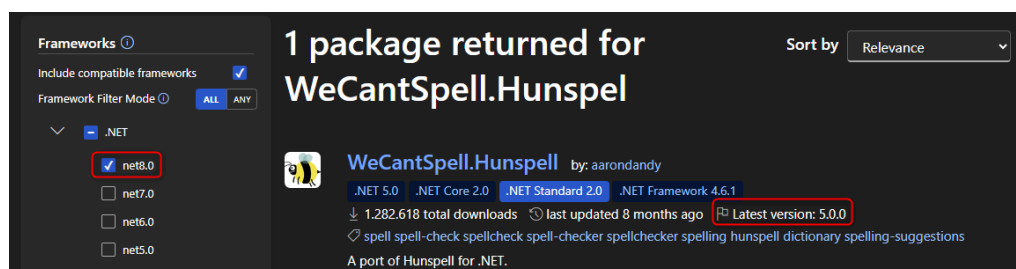 Frameworks
Include compatible frameworks
Framework Filter Mode ALL ANY
.NET
net8.0
net7.0
net6.0
net5.0
1 package returned for
WeCantSpell.Hunspel
Sort by Relevance
WeCantSpell.Hunspell by: aarondandy
.NET 5.0 .NET Core 2.0 .NET Standard 2.0 .NET Framework 4.6.1
1.282.618 total downloads last updated 8 months ago Latest version: 5.0.0
spell spell-check spellcheck spell-checker spellchecker spelling hunspell dictionary spelling-suggestions
A port of Hunspell for .NET.